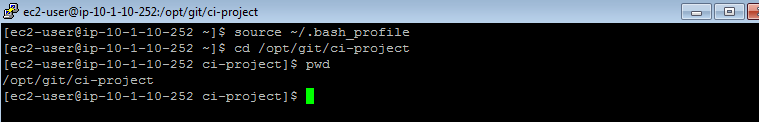 ec2-user@ip-10-1-10-252:/opt/git/ci-project
[ec2-user@ip-10-1-10-252 ~]$ source ~/.bash_profile
[ec2-user@ip-10-1-10-252 ~]$ cd /opt/git/ci-project
[ec2-user@ip-10-1-10-252 ci-project]$ pwd
/opt/git/ci-project
[ec2-user@ip-10-1-10-252 ci-project]$